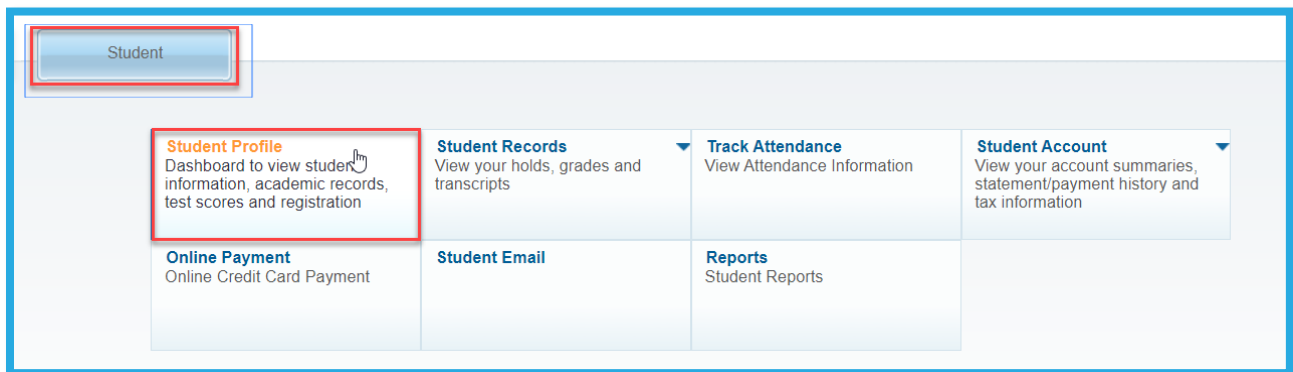 Student
Student Profile
Dashboard to view student
information, academic records,
test scores and registration
Student Records
View your holds, grades and
transcripts
Track Attendance
View Attendance Information
Student Account
View your account summaries,
statement/payment history and
tax information
Online Payment
Online Credit Card Payment
Student Email
Reports
Student Reports